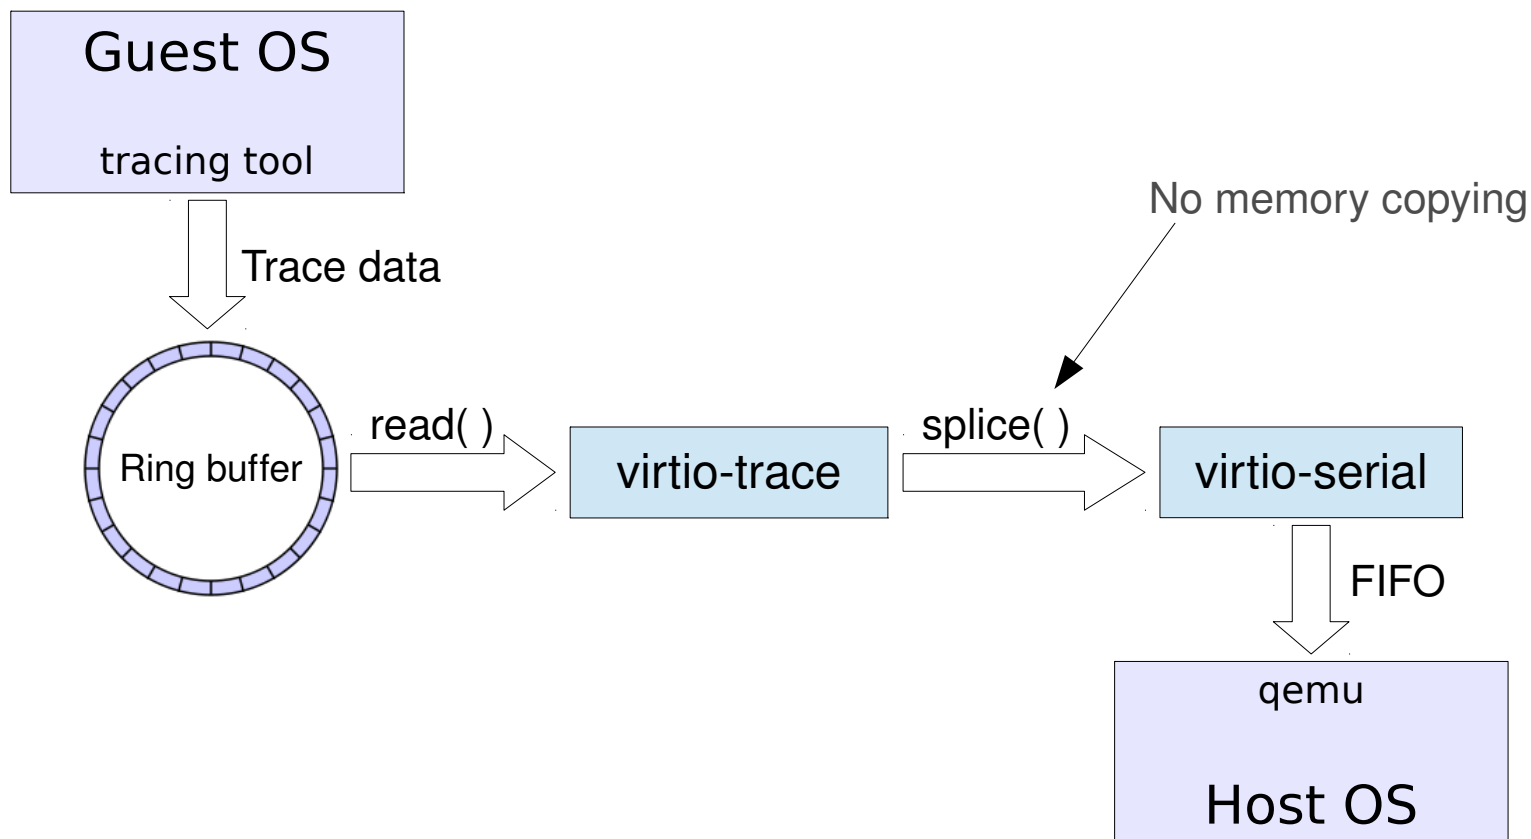 Guest OS
tracing tool
No memory copying
Trace data
read( )
splice( )
Ring buffer
virtio-trace
virtio-serial
FIFO
qemu
Host OS